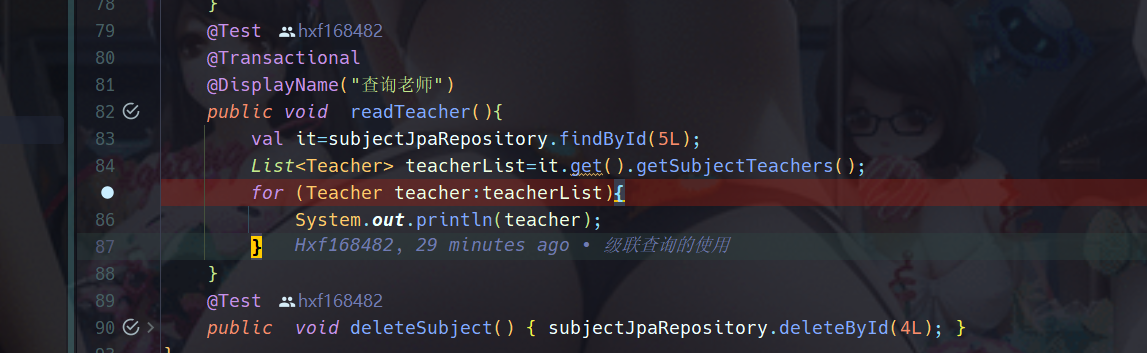 78 }
79 @Test hxf168482
80 @Transactional
81 @DisplayName("查询老师")
82 public void readTeacher(){
83 val it=subjectJpaRepository.findById(5L);
84 List<Teacher> teacherList=it.get().getSubjectTeachers();
for (Teacher teacher:teacherList){
86 System.out.println(teacher);
87 } Hxf168482, 29 minutes ago • 级联查询的使用
88 }
89 @Test hxf168482
90 public void deleteSubject() { subjectJpaRepository.deleteById(4L); }
}